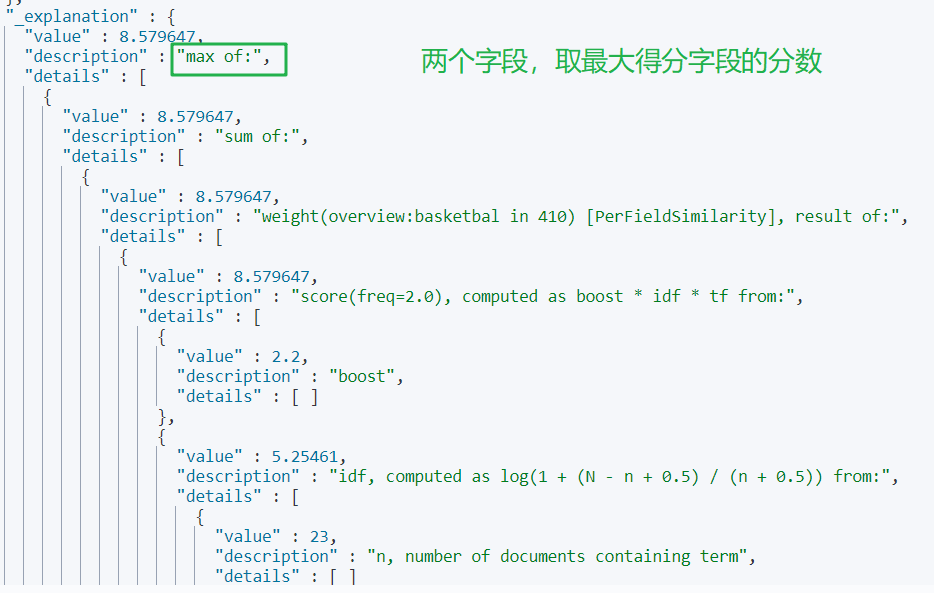 },
"_explanation" : {
"value" : 8.579647,
"description" : "max of:",
两个字段，取最大得分字段的分数
"details" : [
{
"value" : 8.579647,
"description" : "sum of:",
"details" : [
{
"value" : 8.579647,
"description" : "weight(overview:basketbal in 410) [PerFieldSimilarity], result of:",
"details" : [
{
"value" : 8.579647,
"description" : "score(freq=2.0), computed as boost * idf * tf from:",
"details" : [
{
"value" : 2.2,
"description" : "boost",
"details" : [ ]
},
{
"value" : 5.25461,
"description" : "idf, computed as log(1 + (N - n + 0.5) / (n + 0.5)) from:",
"details" : [
{
"value" : 23,
"description" : "n, number of documents containing term",
"details" : [ ]